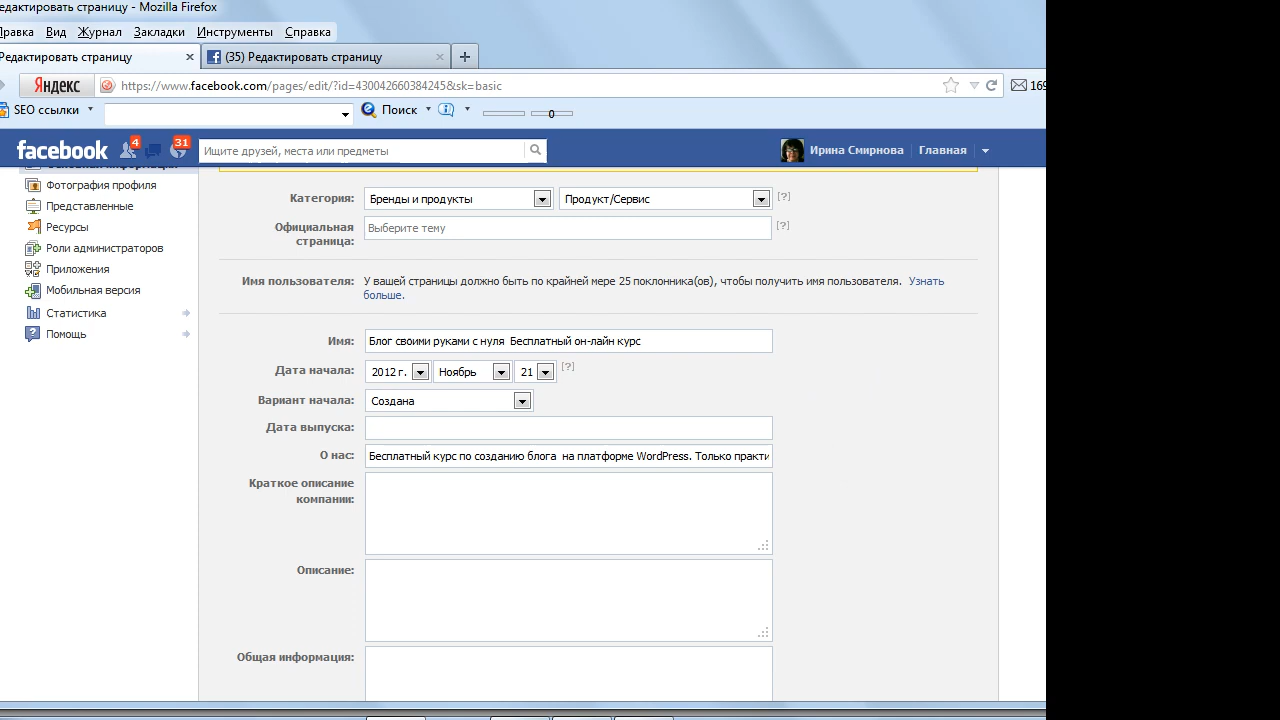 едактировать страницу - Mozilla Firefox
Правка Вид Журнал Закладки Инструменты Справка
Редактировать страницу × (35) Редактировать страницу × +
Яндекс https://www.facebook.com/pages/edit/?id=430042660384245&sk=basic 169
SEO ссылки Поиск 0
facebook 4 31 Ищите друзей, места или предметы Ирина Смирнова Главная
Основная информация
Фотография профиля
Представленные
Ресурсы
Роли администраторов
Приложения
Мобильная версия
Статистика
Помощь
Категория: Бренды и продукты Продукт/Сервис [?]
Официальная страница: Выберите тему [?]
Имя пользователя: У вашей страницы должно быть по крайней мере 25 поклонника(ов), чтобы получить имя пользователя. Узнать
больше.
Имя: Блог своими руками с нуля Бесплатный он-лайн курс
Дата начала: 2012 г. Ноябрь 21 [?]
Вариант начала: Создана
Дата выпуска:
О нас: Бесплатный курс по созданию блога на платформе WordPress. Только практи
Краткое описание
компании:
Описание:
Общая информация: